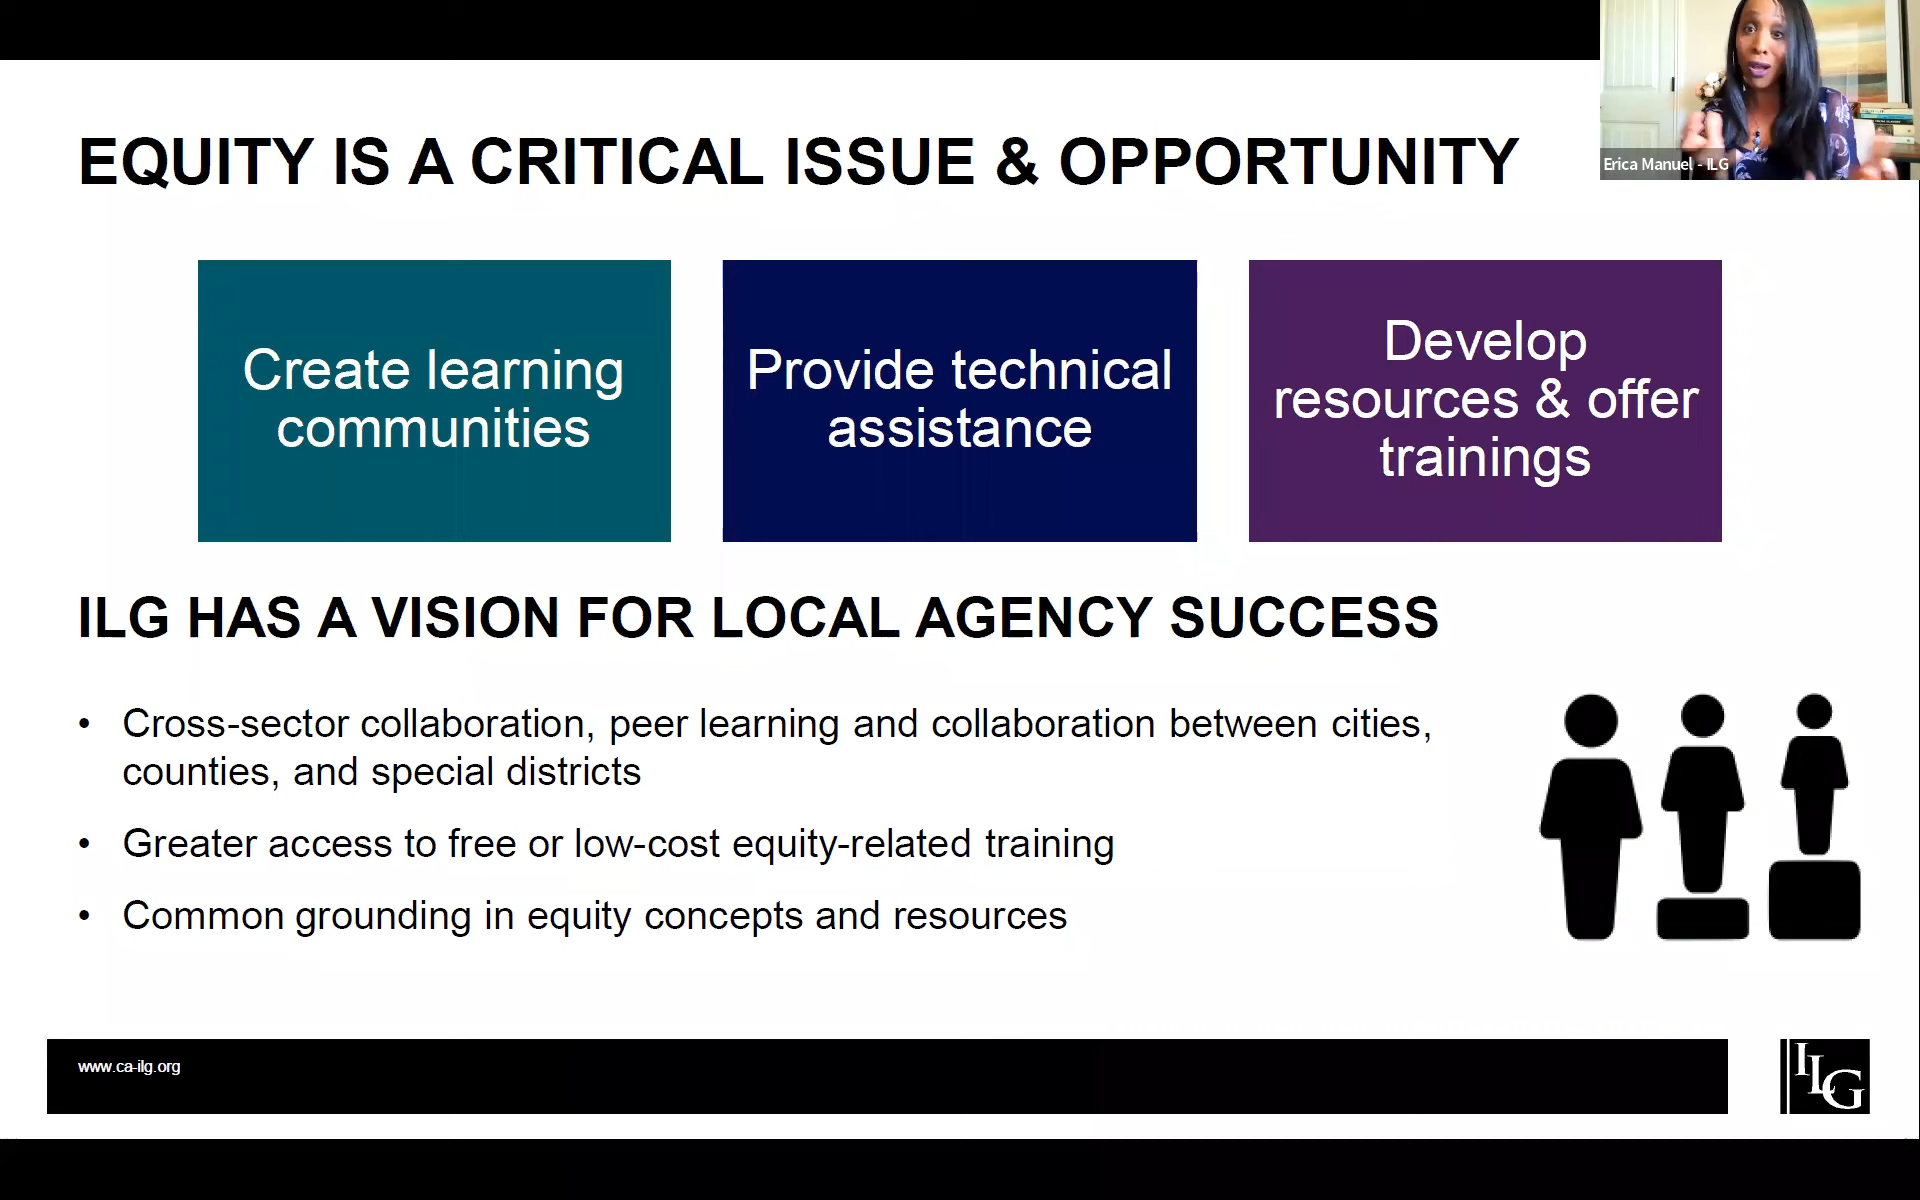 EQUITY IS A CRITICAL ISSUE & OPPORTUNITY
Erica Manuel - ILG
Create learning
communities
Provide technical
assistance
Develop
resources & offer
trainings
ILG HAS A VISION FOR LOCAL AGENCY SUCCESS
• Cross-sector collaboration, peer learning and collaboration between cities,
counties, and special districts
• Greater access to free or low-cost equity-related training
• Common grounding in equity concepts and resources
www.ca-ilg.org
ILG